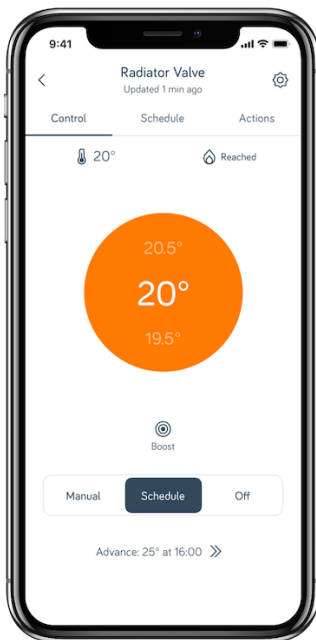 9:41
Radiator Valve
Updated 1 min ago
Control Schedule Actions
20° Reached
20.5°
20°
19.5°
Boost
Manual Schedule Off
Advance: 25° at 16:00